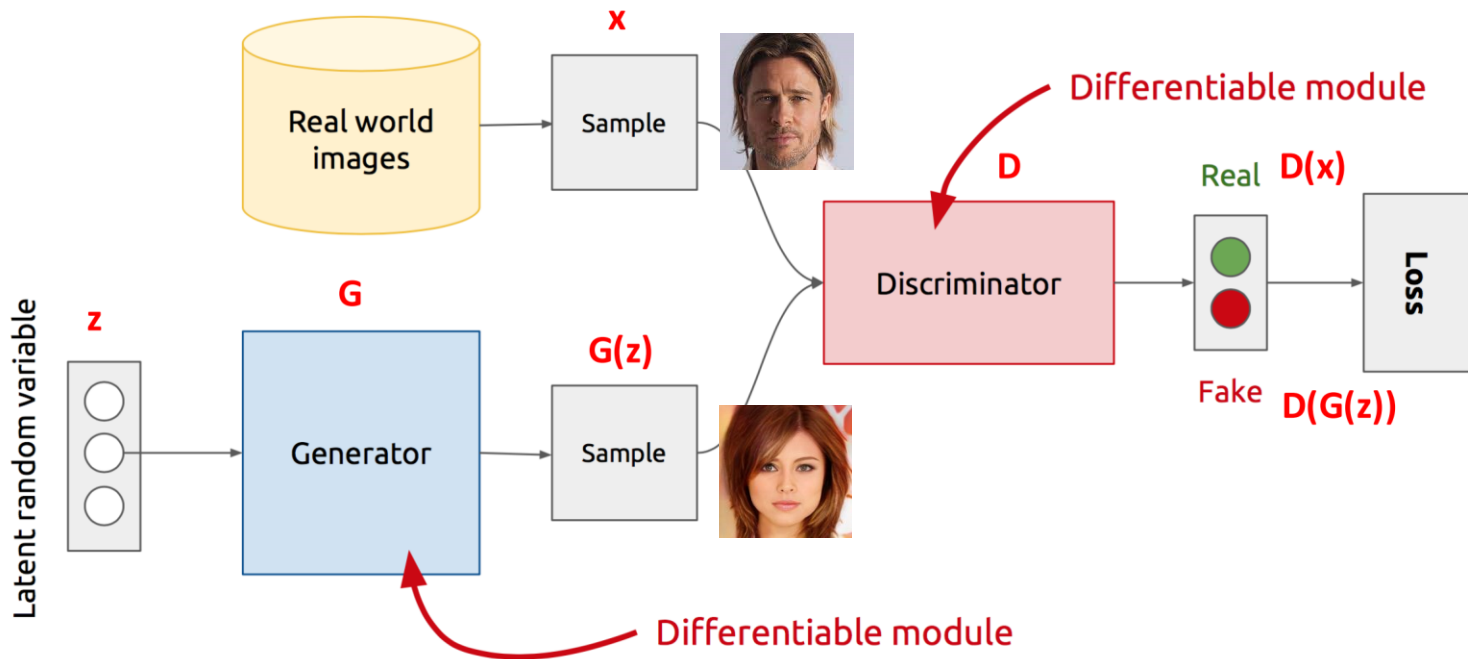 x
Real world
images
Sample
Differentiable module
D
Real
D(x)
Discriminator
Loss
Latent random variable
z
G
Generator
G(z)
Sample
Fake
D(G(z))
Differentiable module